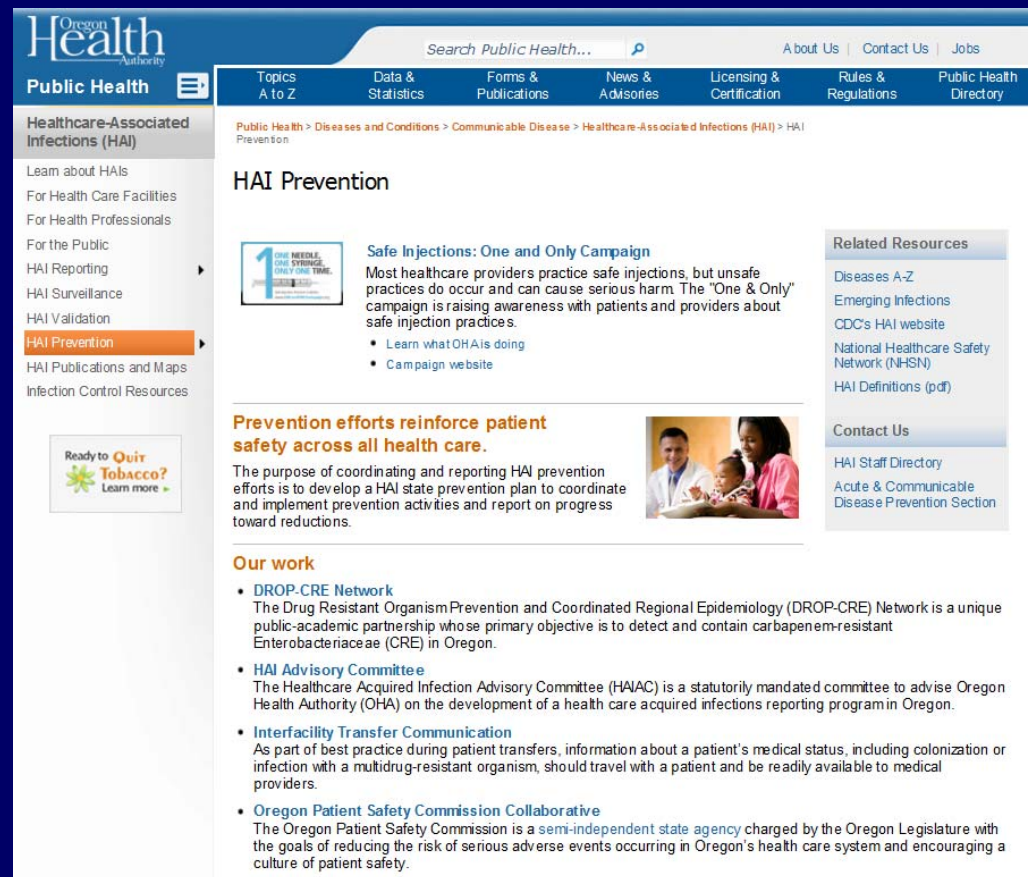 Oregon
Health
Authority
Search Public Health...
About Us | Contact Us | Jobs
Public Health
Topics A to Z
Data & Statistics
Forms & Publications
News & Advisories
Licensing & Certification
Rules & Regulations
Public Health Directory
Healthcare-Associated
Infections (HAI)
Learn about HAIs
For Health Care Facilities
For Health Professionals
For the Public
HAI Reporting
HAI Surveillance
HAI Validation
HAI Prevention
HAI Publications and Maps
Infection Control Resources
Ready to Quit
Tobacco?
Learn more
Public Health > Diseases and Conditions > Communicable Disease > Healthcare-Associated Infections (HAI) > HAI
Prevention
HAI Prevention
1
ONE NEEDLE,
ONE SYRINGE,
ONLY ONE TIME.
Safe Injections: One and Only Campaign
Most healthcare providers practice safe injections, but unsafe
practices do occur and can cause serious harm. The "One & Only"
campaign is raising awareness with patients and providers about
safe injection practices.
• Learn what OHA is doing
• Campaign website
Prevention efforts reinforce patient
safety across all health care.
The purpose of coordinating and reporting HAI prevention
efforts is to develop a HAI state prevention plan to coordinate
and implement prevention activities and report on progress
toward reductions.
Related Resources
Diseases A-Z
Emerging Infections
CDC's HAI website
National Healthcare Safety
Network (NHSN)
HAI Definitions (pdf)
Contact Us
HAI Staff Directory
Acute & Communicable
Disease Prevention Section
Our work
• DROP-CRE Network
The Drug Resistant Organism Prevention and Coordinated Regional Epidemiology (DROP-CRE) Network is a unique
public-academic partnership whose primary objective is to detect and contain carbapenem-resistant
Enterobacteriaceae (CRE) in Oregon.
• HAI Advisory Committee
The Healthcare Acquired Infection Advisory Committee (HAIAC) is a statutorily mandated committee to advise Oregon
Health Authority (OHA) on the development of a health care acquired infections reporting program in Oregon.
• Interfacility Transfer Communication
As part of best practice during patient transfers, information about a patient's medical status, including colonization or
infection with a multidrug-resistant organism, should travel with a patient and be readily available to medical
providers.
• Oregon Patient Safety Commission Collaborative
The Oregon Patient Safety Commission is a semi-independent state agency charged by the Oregon Legislature with
the goals of reducing the risk of serious adverse events occurring in Oregon's health care system and encouraging a
culture of patient safety.